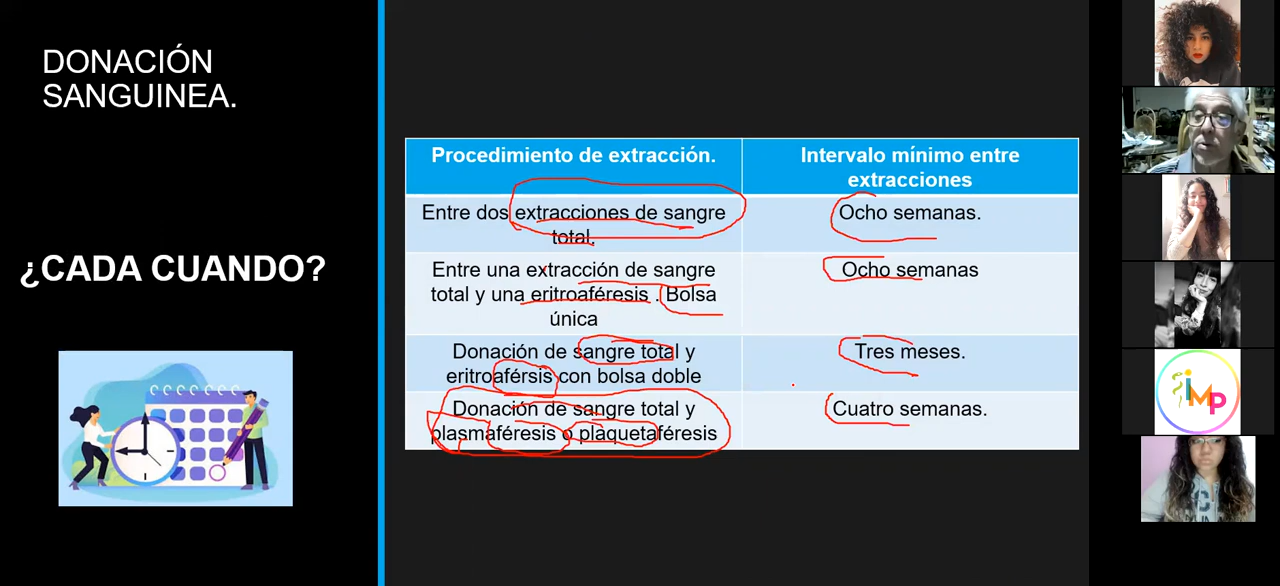 DONACIÓN
SANGUINEA.
¿CADA CUANDO?
Procedimiento de extracción.
Intervalo mínimo entre
extracciones
Entre dos extracciones de sangre
total.
Ocho semanas.
Entre una extracción de sangre
total y una eritroaféresis . Bolsa
única
Ocho semanas
Donación de sangre total y
eritroaférsis con bolsa doble
Tres meses.
Donación de sangre total y
plasmaféresis o plaquetaféresis
Cuatro semanas.
iMP